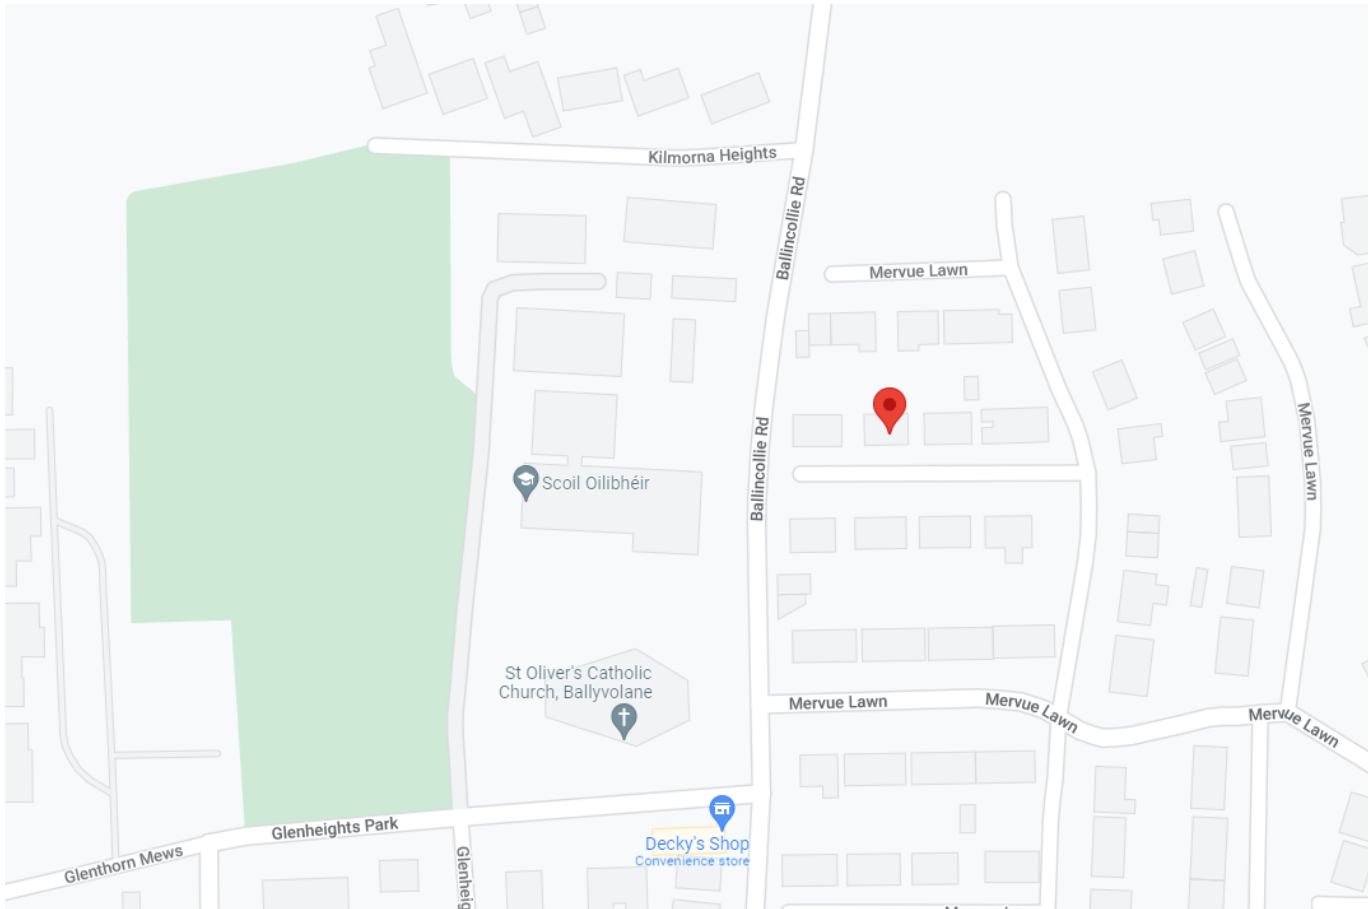 Kilmorna Heights
Ballincollie Rd
Mervue Lawn
Ballincollie Rd
Mervue Lawn
Scoil Oilibhéir
St Oliver's Catholic
Church, Ballyvolane
Mervue Lawn
Mervue Lawn
Mervue Lawn
Glenheights Park
Decky's Shop
Convenience store
Glenthorn Mews
Glenheig